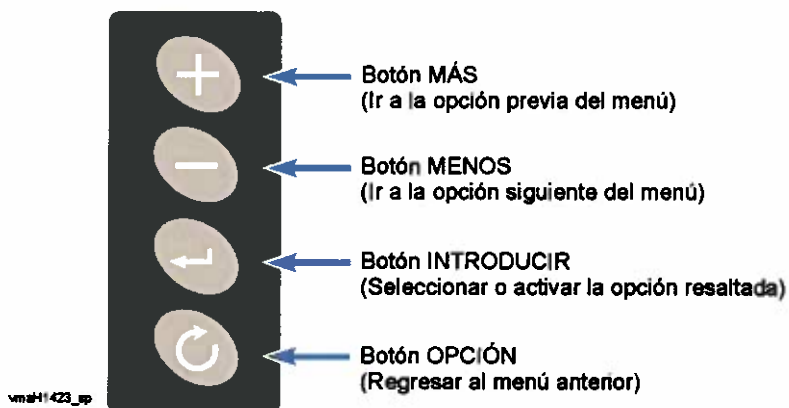 Botón MÁS
(Ir a la opción previa del menú)
Botón MENOS
(Ir a la opción siguiente del menú)
Botón INTRODUCIR
(Seleccionar o activar la opción resaltada)
Botón OPCIÓN
(Regresar al menú anterior)
vmaH1423_sp